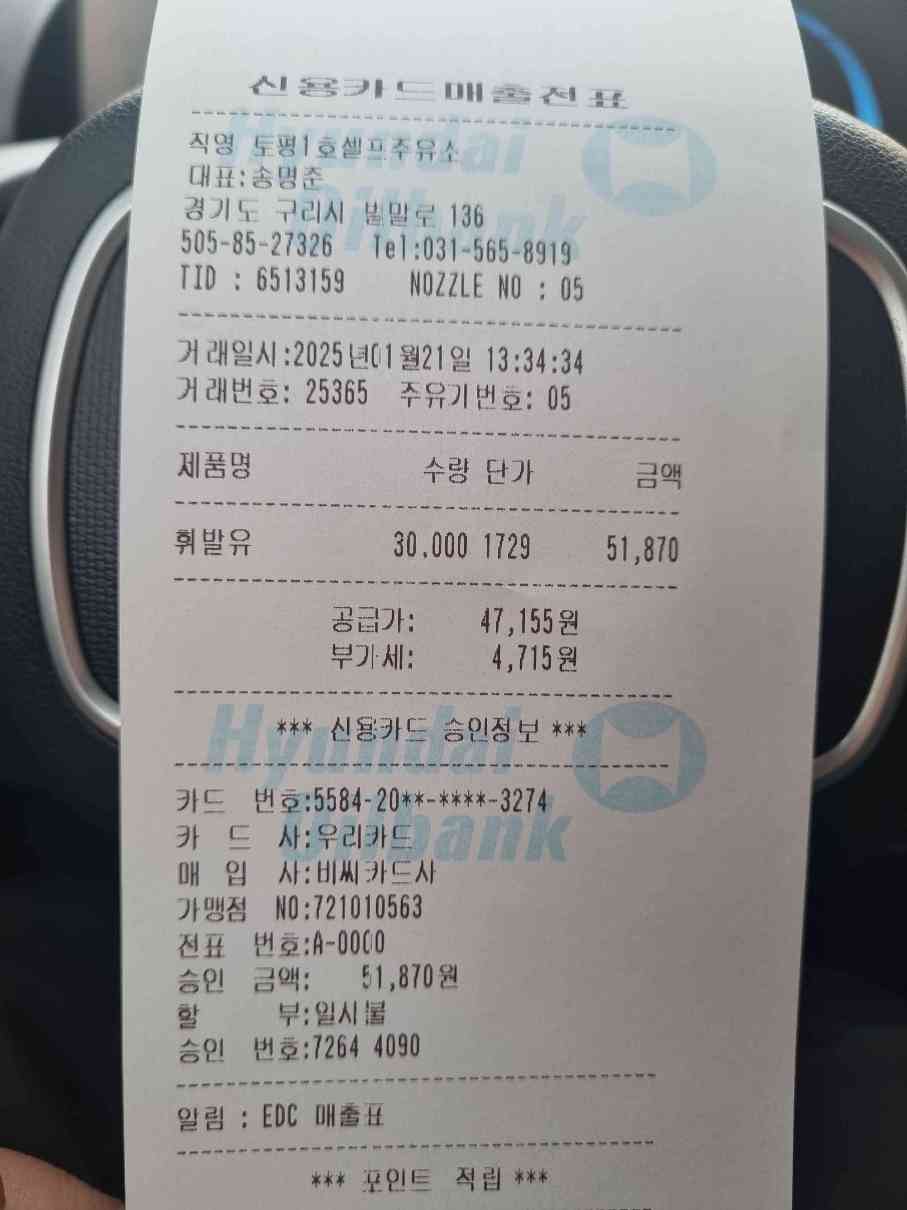 신용카드매출전표
직영 토평1호셀프주유소
대표:송명준
경기도 구리시 벌말로 136
505-85-27326 Tel:031-565-8919
TID : 6513159 NOZZLE NO : 05
거래일시:2025년01월21일 13:34:34
거래번호: 25365 주유기번호: 05
제품명 수량 단가 금액
휘발유 30.000 1729 51,870
공급가: 47,155원
부가세: 4,715원
*** 신용카드 승인정보 ***
카드 번호:5584-20**-****-3274
카 드 사:우리카드
매 입 사:비씨카드사
가맹점 NO:721010563
전표 번호:A-0000
승인 금액: 51,870원
할 부:일시불
승인 번호:7264 4090
알림 : EDC 매출표
*** 포인트 적립 ***
Hyundai
Oilbank
Hyundai
Oilbank